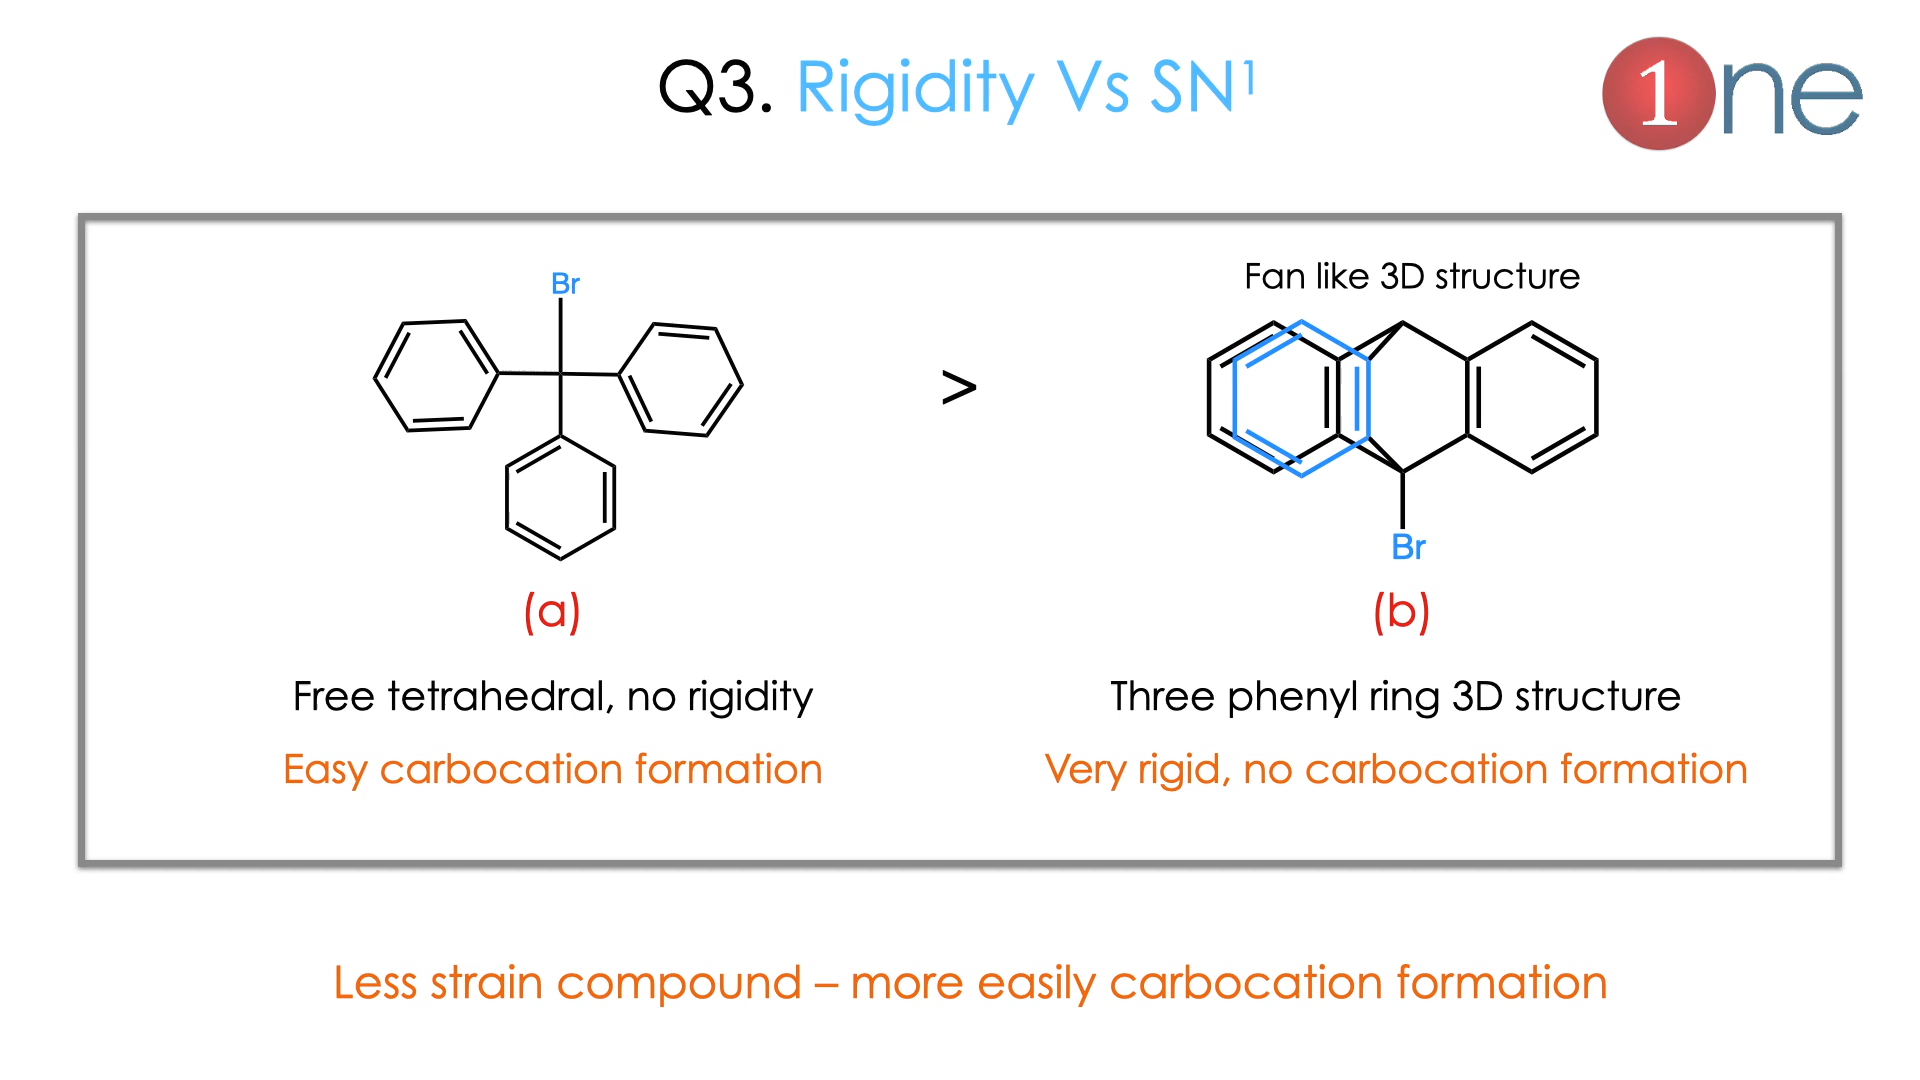 Q3. Rigidity Vs SN¹
1ne
Fan like 3D structure
Br
>
Br
(a)
(b)
Free tetrahedral, no rigidity
Three phenyl ring 3D structure
Easy carbocation formation
Very rigid, no carbocation formation
Less strain compound – more easily carbocation formation